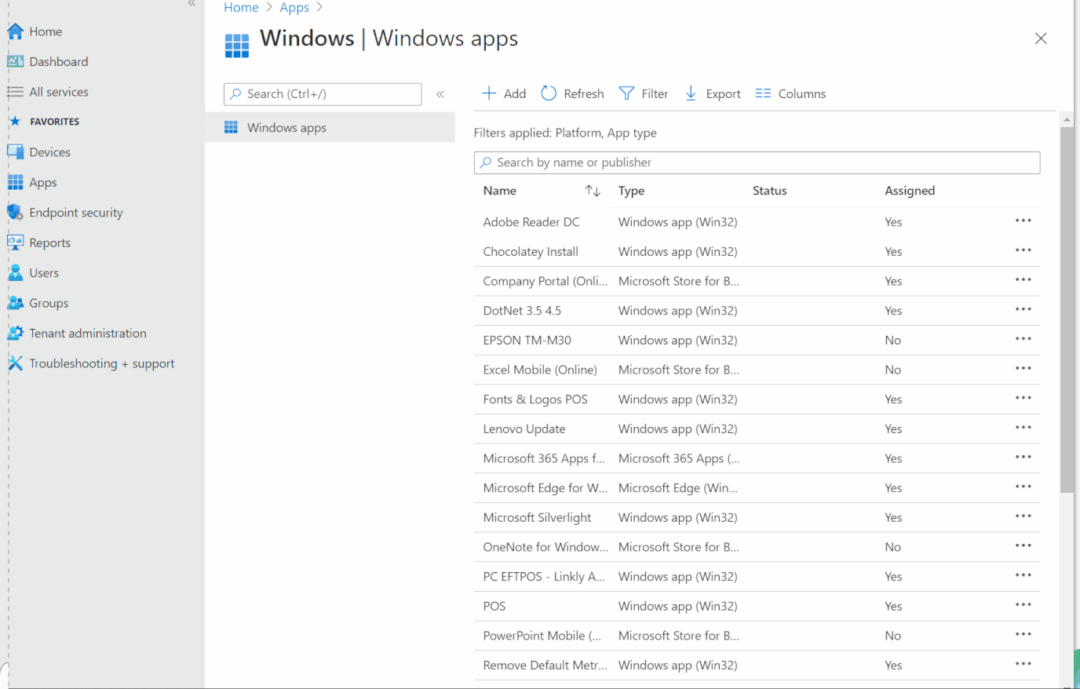 Home
Dashboard
All services
FAVORITES
Devices
Apps
Endpoint security
Reports
Users
Groups
Tenant administration
Troubleshooting + support
Home > Apps >
Windows | Windows apps
Search (Ctrl+/)
Windows apps
Add Refresh Filter Export Columns
Filters applied: Platform, App type
Search by name or publisher
Name Type Status Assigned
Adobe Reader DC Windows app (Win32) Yes
Chocolatey Install Windows app (Win32) Yes
Company Portal (Onli... Microsoft Store for B... Yes
DotNet 3.5 4.5 Windows app (Win32) Yes
EPSON TM-M30 Windows app (Win32) No
Excel Mobile (Online) Microsoft Store for B... No
Fonts & Logos POS Windows app (Win32) Yes
Lenovo Update Windows app (Win32) Yes
Microsoft 365 Apps f... Microsoft 365 Apps (... Yes
Microsoft Edge for W... Microsoft Edge (Win... Yes
Microsoft Silverlight Windows app (Win32) Yes
OneNote for Window... Microsoft Store for B... No
PC EFTPOS - Linkly A... Windows app (Win32) Yes
POS Windows app (Win32) Yes
PowerPoint Mobile (... Microsoft Store for B... No
Remove Default Metr... Windows app (Win32) Yes